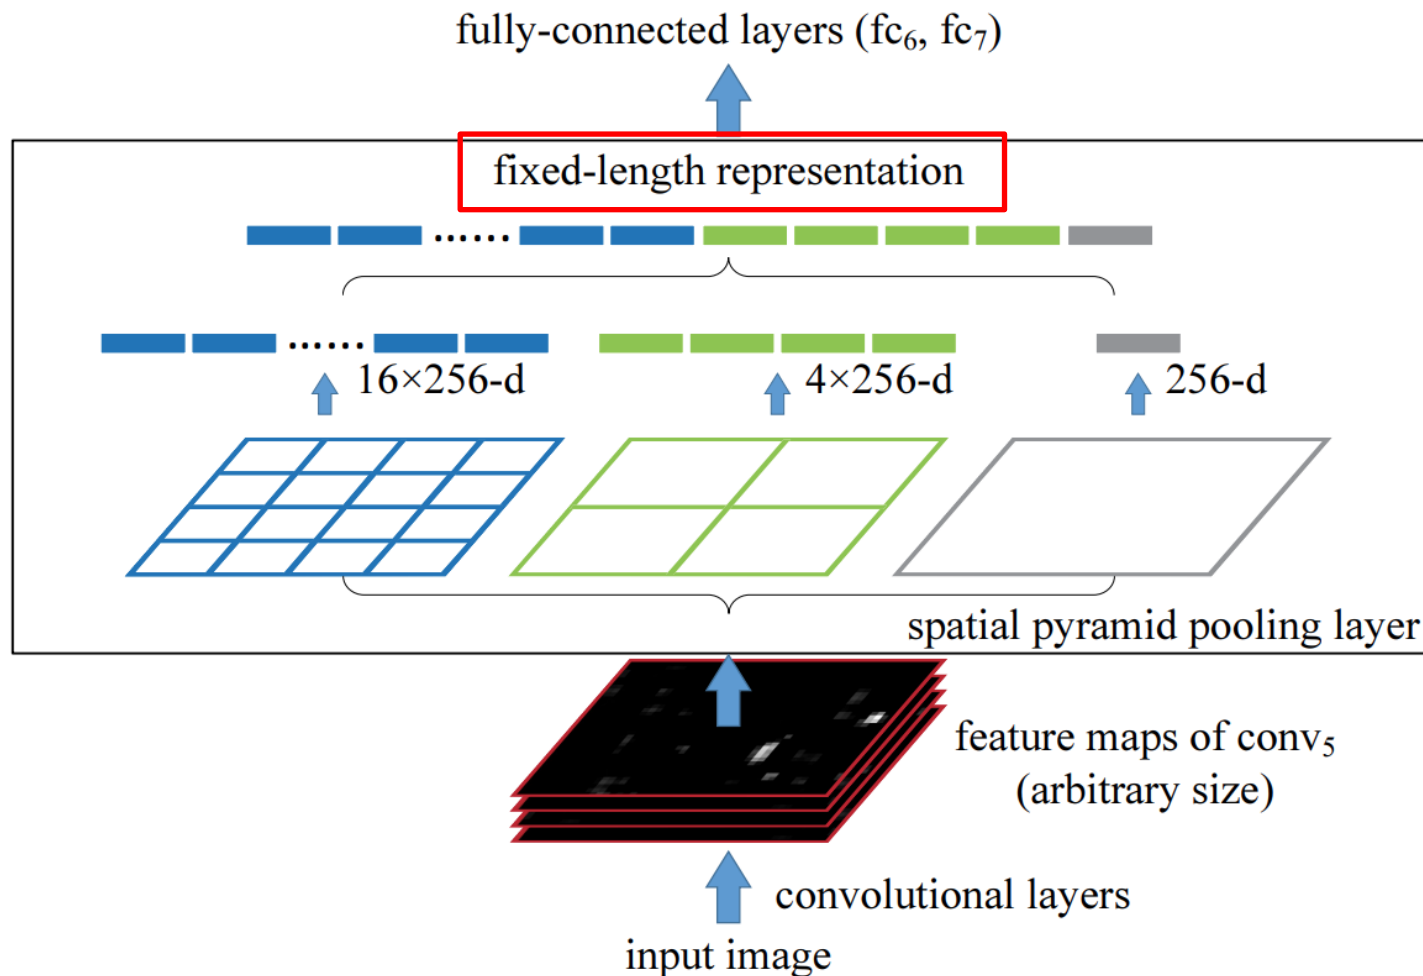 fully-connected layers (fc₆, fc₇)
fixed-length representation
......
......
16×256-d
4×256-d
256-d
spatial pyramid pooling layer
feature maps of conv₅
(arbitrary size)
convolutional layers
input image